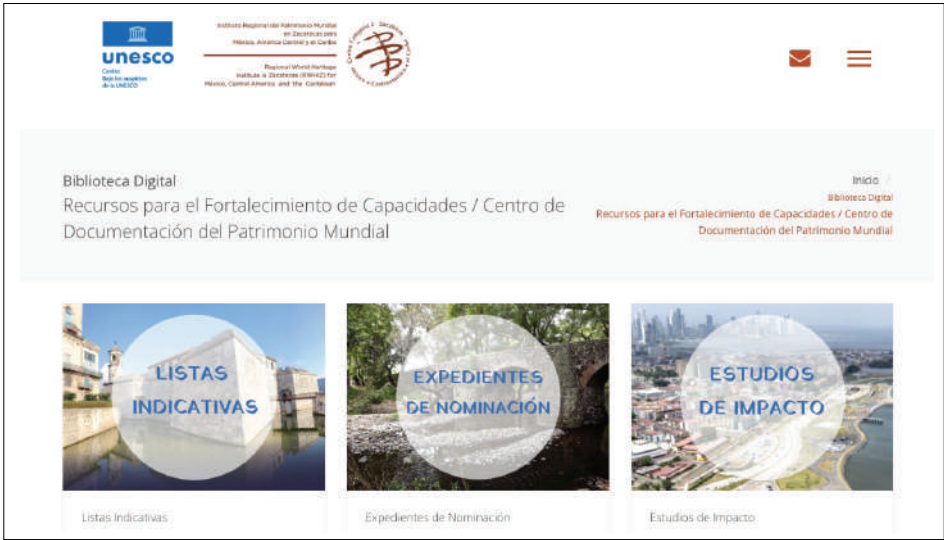 unesco
Centro
Bajo los auspicios
de la UNESCO
Instituto Regional del Patrimonio Mundial
en Zacatecas para
México, América Central y el Caribe
Regional World Heritage
Institute in Zacatecas (RWHIZ) for
México, Central America, and the Caribbean
Biblioteca Digital
Recursos para el Fortalecimiento de Capacidades / Centro de
Documentación del Patrimonio Mundial
Inicio /
Biblioteca Digital
Recursos para el Fortalecimiento de Capacidades / Centro de
Documentación del Patrimonio Mundial
LISTAS
INDICATIVAS
EXPEDIENTES
DE NOMINACIÓN
ESTUDIOS
DE IMPACTO
Listas Indicativas
Expedientes de Nominación
Estudios de Impacto